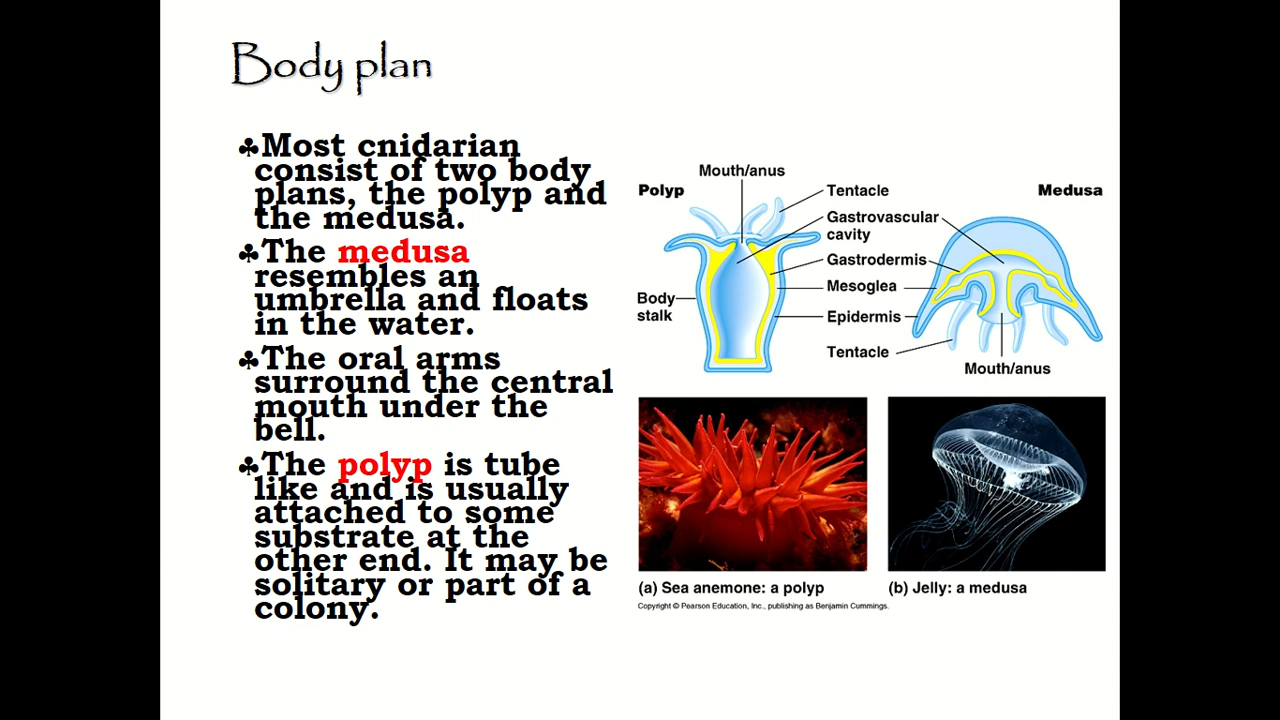 Body plan
♣Most cnidarian
consist of two body
plans, the polyp and
the medusa.
♣The medusa
resembles an
umbrella and floats
in the water.
♣The oral arms
surround the central
mouth under the
bell.
♣The polyp is tube
like and is usually
attached to some
substrate at the
other end. It may be
solitary or part of a
colony.
Mouth/anus
Polyp
Tentacle
Medusa
Gastrovascular
cavity
Gastrodermis
Mesoglea
Body
stalk
Epidermis
Tentacle
Mouth/anus
(a) Sea anemone: a polyp
(b) Jelly: a medusa
Copyright © Pearson Education, Inc., publishing as Benjamin Cummings.